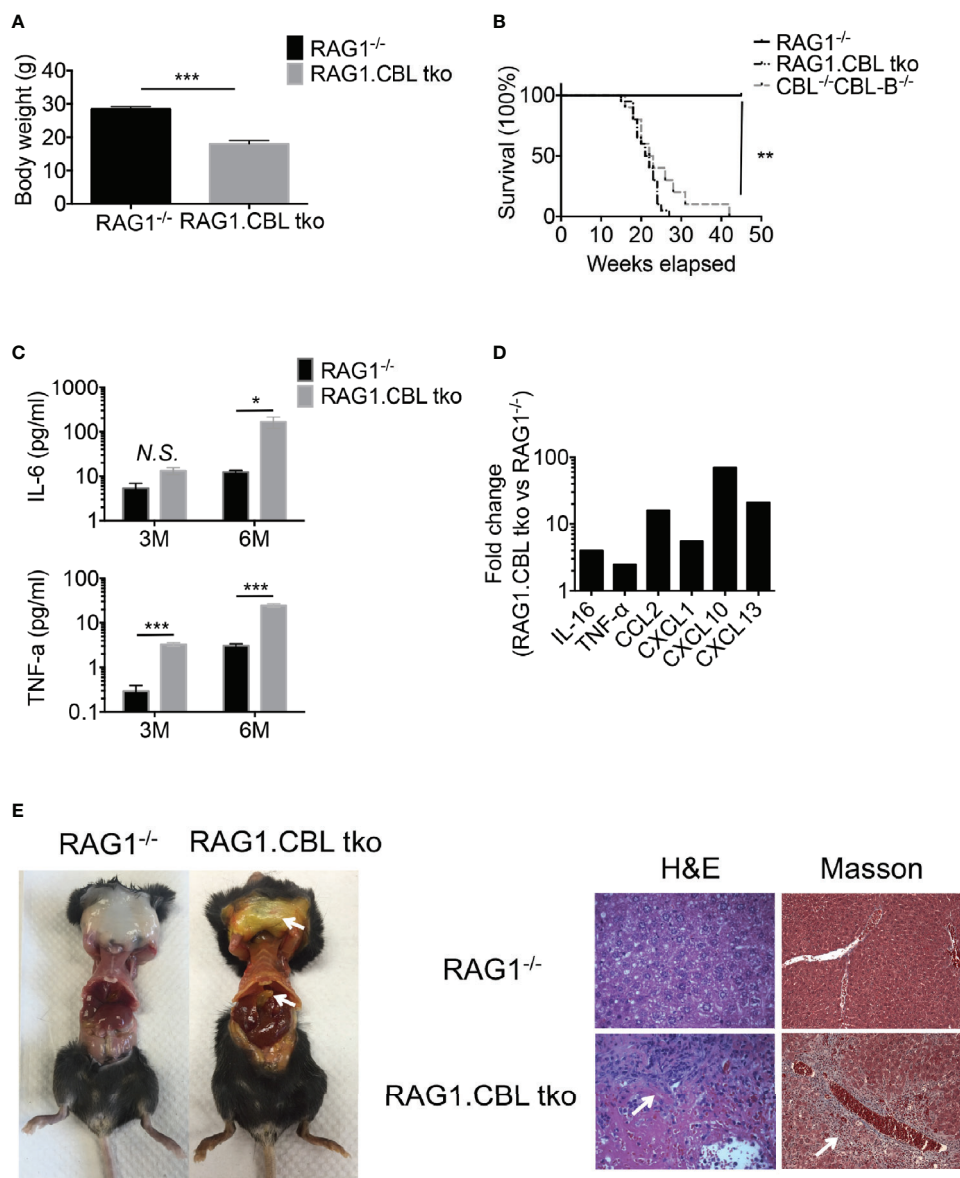 A
RAG1-/-
RAG1.CBL tko
***
Body weight (g)
40
30
20
10
0
RAG1-/-
RAG1.CBL tko
B
RAG1-/-
RAG1.CBL tko
CBL-/-CBL-B-/-
Survival (100%)
100
50
0
**
0
10
20
30
40
50
Weeks elapsed
C
RAG1-/-
RAG1.CBL tko
IL-6 (pg/ml)
1000
100
10
1
N.S.
*
3M
6M
TNF-a (pg/ml)
100
10
1
0.1
***
***
3M
6M
D
Fold change
(RAG1.CBL tko vs RAG1-/-)
100
10
1
IL-16
TNF-α
CCL2
CXCL1
CXCL10
CXCL13
E
RAG1-/-
RAG1.CBL tko
H&E
Masson
RAG1-/-
RAG1.CBL tko